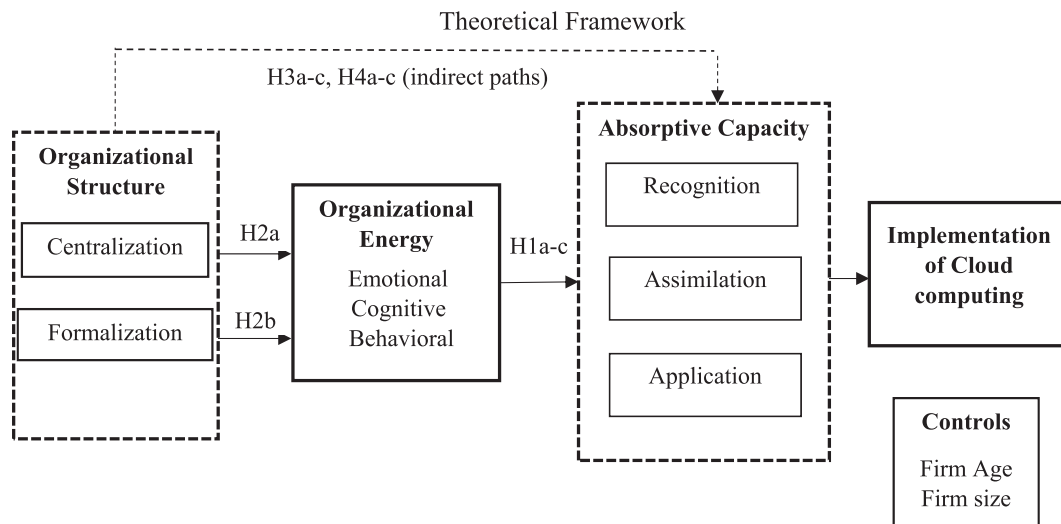 Theoretical Framework
H3a-c, H4a-c (indirect paths)
Organizational
Structure
Centralization
Formalization
H2a
H2b
Organizational
Energy
Emotional
Cognitive
Behavioral
H1a-c
Absorptive Capacity
Recognition
Assimilation
Application
Implementation
of Cloud
computing
Controls
Firm Age
Firm size